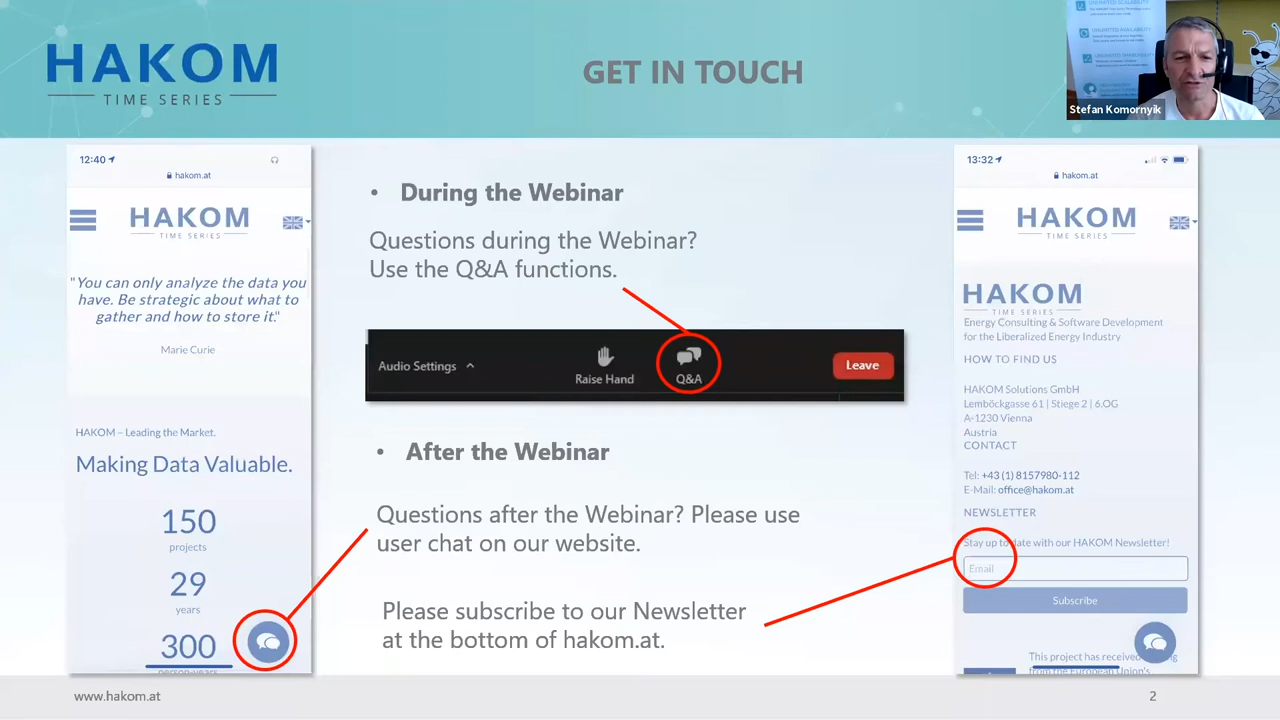 HAKOM
TIME SERIES
GET IN TOUCH
UNLIMITED AVAILABILITY
Stefan Komornyik
12:40
hakom.at
HAKOM
TIME SERIES
"You can only analyze the data you
have. Be strategic about what to
gather and how to store it."
Marie Curie
HAKOM – Leading the Market.
Making Data Valuable.
150
projects
29
years
300
person-years
• During the Webinar
Questions during the Webinar?
Use the Q&A functions.
Audio Settings
Raise Hand
Q&A
Leave
• After the Webinar
Questions after the Webinar? Please use
user chat on our website.
Please subscribe to our Newsletter
at the bottom of hakom.at.
13:32
hakom.at
HAKOM
TIME SERIES
HAKOM
TIME SERIES
Energy Consulting & Software Development
for the Liberalized Energy Industry
HOW TO FIND US
HAKOM Solutions GmbH
Lemböckgasse 61 | Stiege 2 | 6.OG
A-1230 Vienna
Austria
CONTACT
Tel: +43 (1) 8157980-112
E-Mail: office@hakom.at
NEWSLETTER
Stay up to date with our HAKOM Newsletter!
Email
Subscribe
This project has received
from the European Union's
www.hakom.at
2